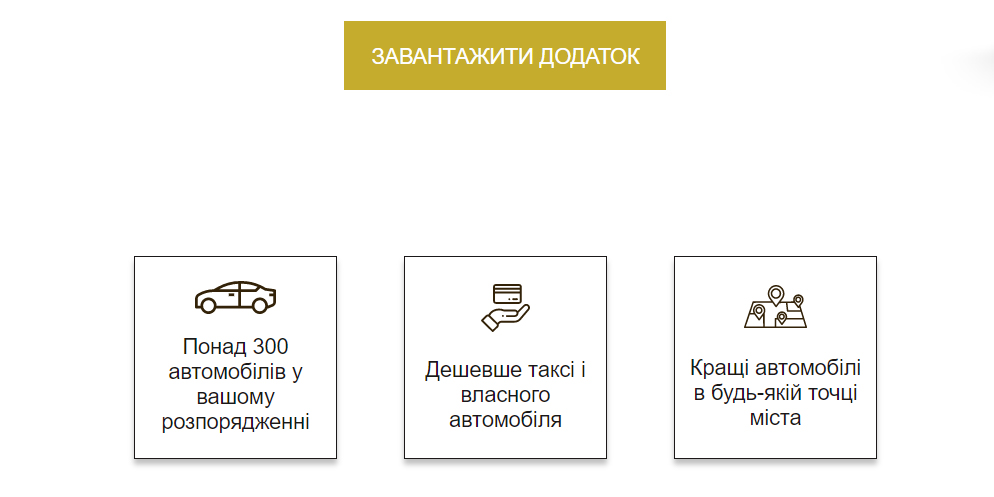 ЗАВАНТАЖИТИ ДОДАТОК
Понад 300
автомобілів у
вашому
розпорядженні
Дешевше таксі і
власного
автомобіля
Кращі автомобілі
в будь-якій точці
міста